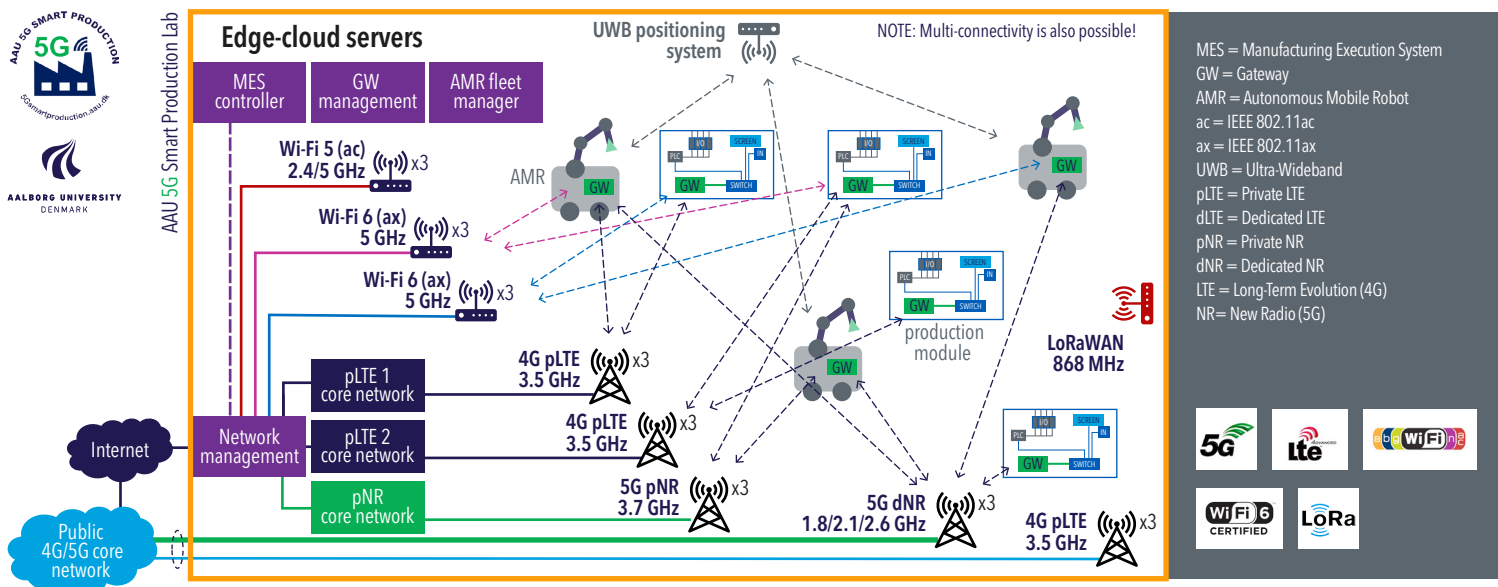 AAU 5G SMART PRODUCTION
5G
5Gsmartproduction.aau.dk
AALBORG UNIVERSITY
DENMARK
AAU 5G Smart Production Lab
Edge-cloud servers
MES
controller
GW
management
AMR fleet
manager
UWB positioning
system
NOTE: Multi-connectivity is also possible!
Wi-Fi 5 (ac)
2.4/5 GHz
x3
Wi-Fi 6 (ax)
5 GHz
x3
Wi-Fi 6 (ax)
5 GHz
x3
AMR
GW
I/O
SCREEN
PLC
IN
GW
SWITCH
I/O
SCREEN
PLC
IN
GW
SWITCH
GW
I/O
SCREEN
PLC
IN
GW
SWITCH
production
module
GW
LoRaWAN
868 MHz
I/O
SCREEN
PLC
IN
GW
SWITCH
4G pLTE
3.5 GHz
x3
4G pLTE
3.5 GHz
x3
5G pNR
3.7 GHz
x3
5G dNR
1.8/2.1/2.6 GHz
x3
4G pLTE
3.5 GHz
x3
pLTE 1
core network
pLTE 2
core network
pNR
core network
Network
management
Internet
Public
4G/5G core
network
MES = Manufacturing Execution System
GW = Gateway
AMR = Autonomous Mobile Robot
ac = IEEE 802.11ac
ax = IEEE 802.11ax
UWB = Ultra-Wideband
pLTE = Private LTE
dLTE = Dedicated LTE
pNR = Private NR
dNR = Dedicated NR
LTE = Long-Term Evolution (4G)
NR= New Radio (5G)
5G
Lte ADVANCED
a b g WiFi n ac
WiFi 6
CERTIFIED
LoRa